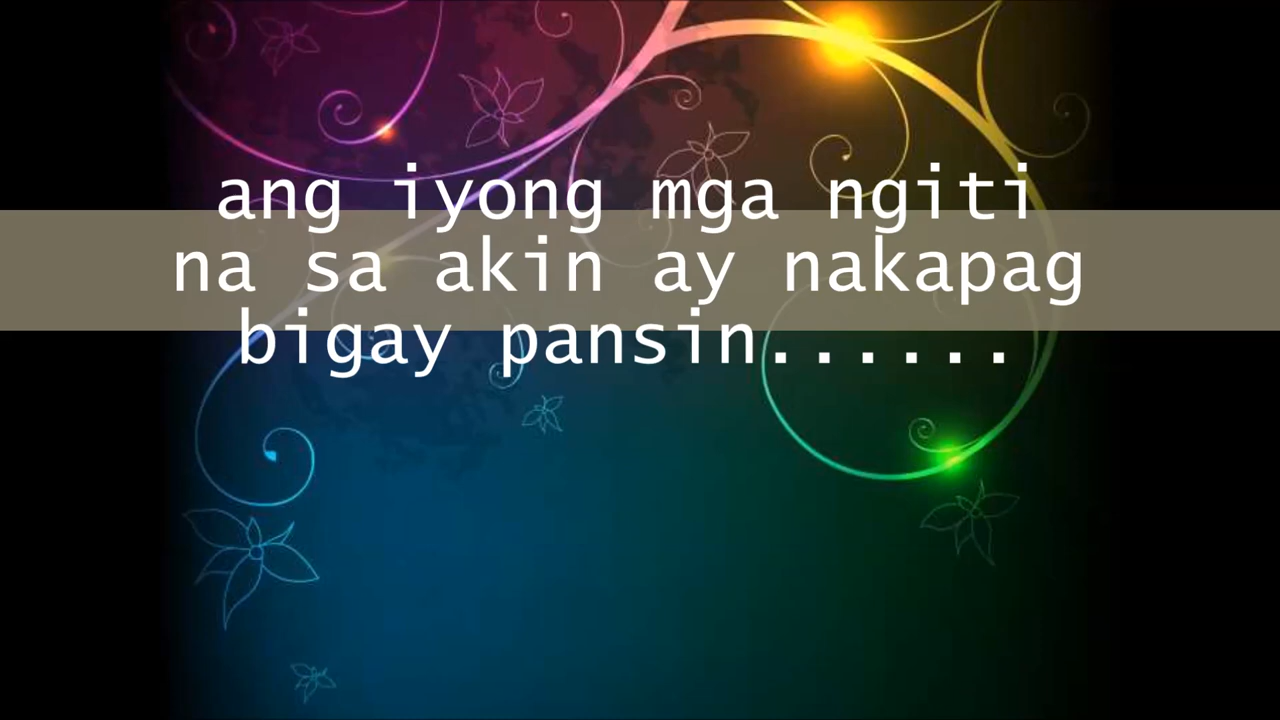 ang iyong mga ngiti
na sa akin ay nakapag
bigay pansin......